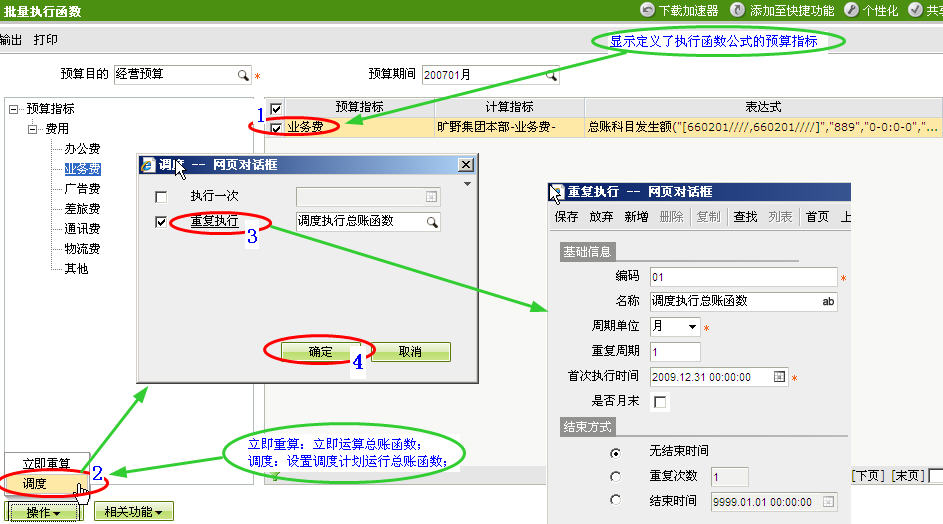 批量执行函数
下载加速器 添加至快捷功能 个性化 共享
输出 打印
显示定义了执行函数公式的预算指标
预算目的 经营预算 * 预算期间 200701月
预算指标
费用
办公费
业务费
广告费
差旅费
通讯费
物流费
其他
预算指标 计算指标 表达式
1
业务费 旷野集团本部-业务费- 总账科目发生额("[660201////,660201////]","889","0-0:0-0","...
调度 -- 网页对话框
执行一次
重复执行 调度执行总账函数
3
确定 取消
4
重复执行 -- 网页对话框
保存 放弃 新增 删除 复制 查找 列表 首页 上
基础信息
编码 01 *
名称 调度执行总账函数 ab
周期单位 月 *
重复周期 1
首次执行时间 2009.12.31 00:00:00 *
是否月末
结束方式
无结束时间
重复次数 1
结束时间 9999.01.01 00:00:00
立即重算：立即运算总账函数；
调度：设置调度计划运行总账函数；
立即重算
调度
2
[下页] [末页]
操作 相关功能